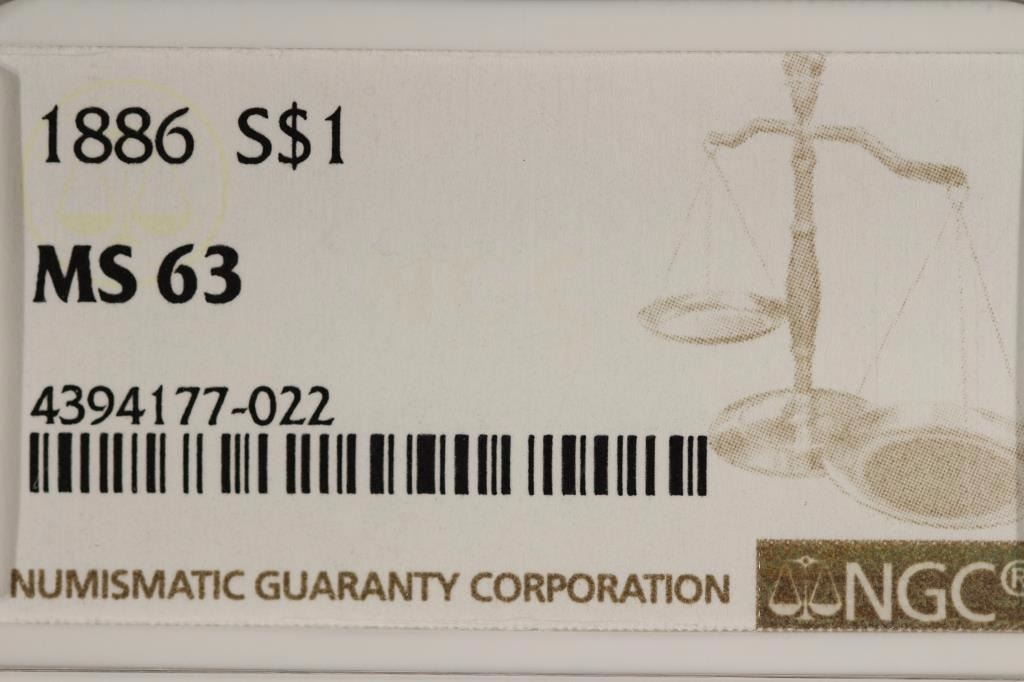 1886 S$1
MS 63
4394177-022
NUMISMATIC GUARANTY CORPORATION
NGC®